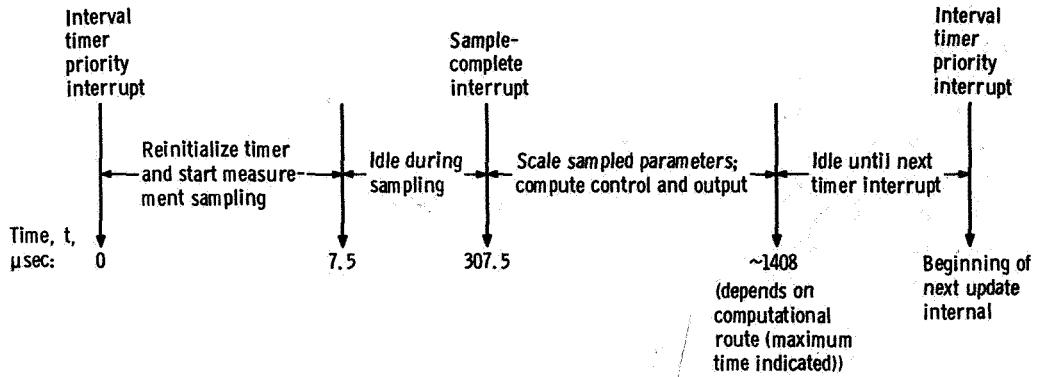 Interval
timer
priority
interrupt
Sample-
complete
interrupt
Interval
timer
priority
interrupt
Reinitialize timer
and start measure-
ment sampling
Idle during
sampling
Scale sampled parameters;
compute control and output
Idle until next
timer interrupt
Time, t,
μsec:
0
7.5
307.5
~1408
(depends on
computational
route (maximum
time indicated))
Beginning of
next update
internal